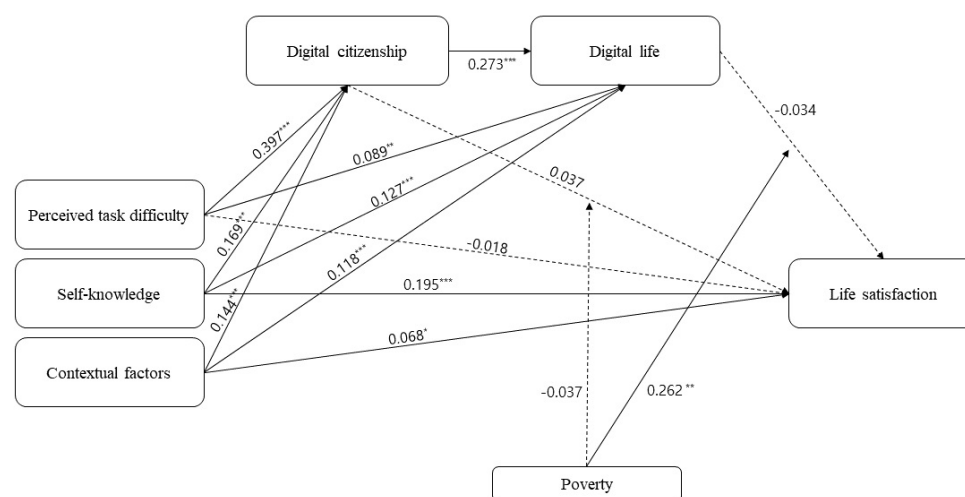 Digital citizenship
Digital life
0.273***
-0.034
0.397***
0.089**
0.037
0.127***
Perceived task difficulty
0.169***
-0.018
0.118***
Self-knowledge
0.195***
Life satisfaction
0.144***
0.068*
Contextual factors
-0.037
0.262 **
Poverty